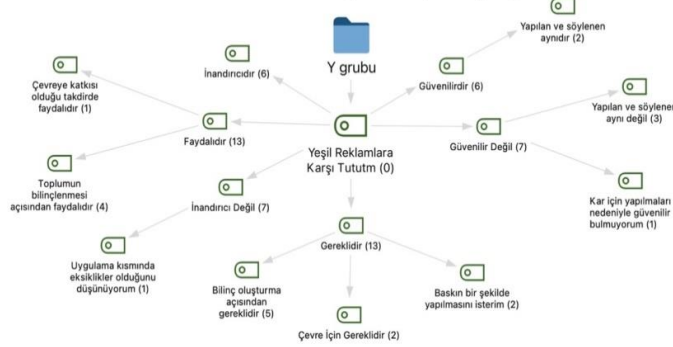 Yapılan ve söylenen
aynıdır (2)
Y grubu
İnandırıcıdır (6)
Güvenilirdir (6)
Çevreye katkısı
olduğu takdirde
faydalıdır (1)
Yapılan ve söylenen
aynı değil (3)
Faydalıdır (13)
Yeşil Reklamlara
Karşı Tututm (0)
Güvenilir Değil (7)
Toplumun
bilinçlenmesi
açısından faydalıdır (4)
İnandırıcı Değil (7)
Kar için yapılmaları
nedeniyle güvenilir
bulmuyorum (1)
Gereklidir (13)
Uygulama kısmında
eksiklikler olduğunu
düşünüyorum (1)
Bilinç oluşturma
açısından
gereklidir (5)
Baskın bir şekilde
yapılmasını isterim (2)
Çevre İçin Gereklidir (2)